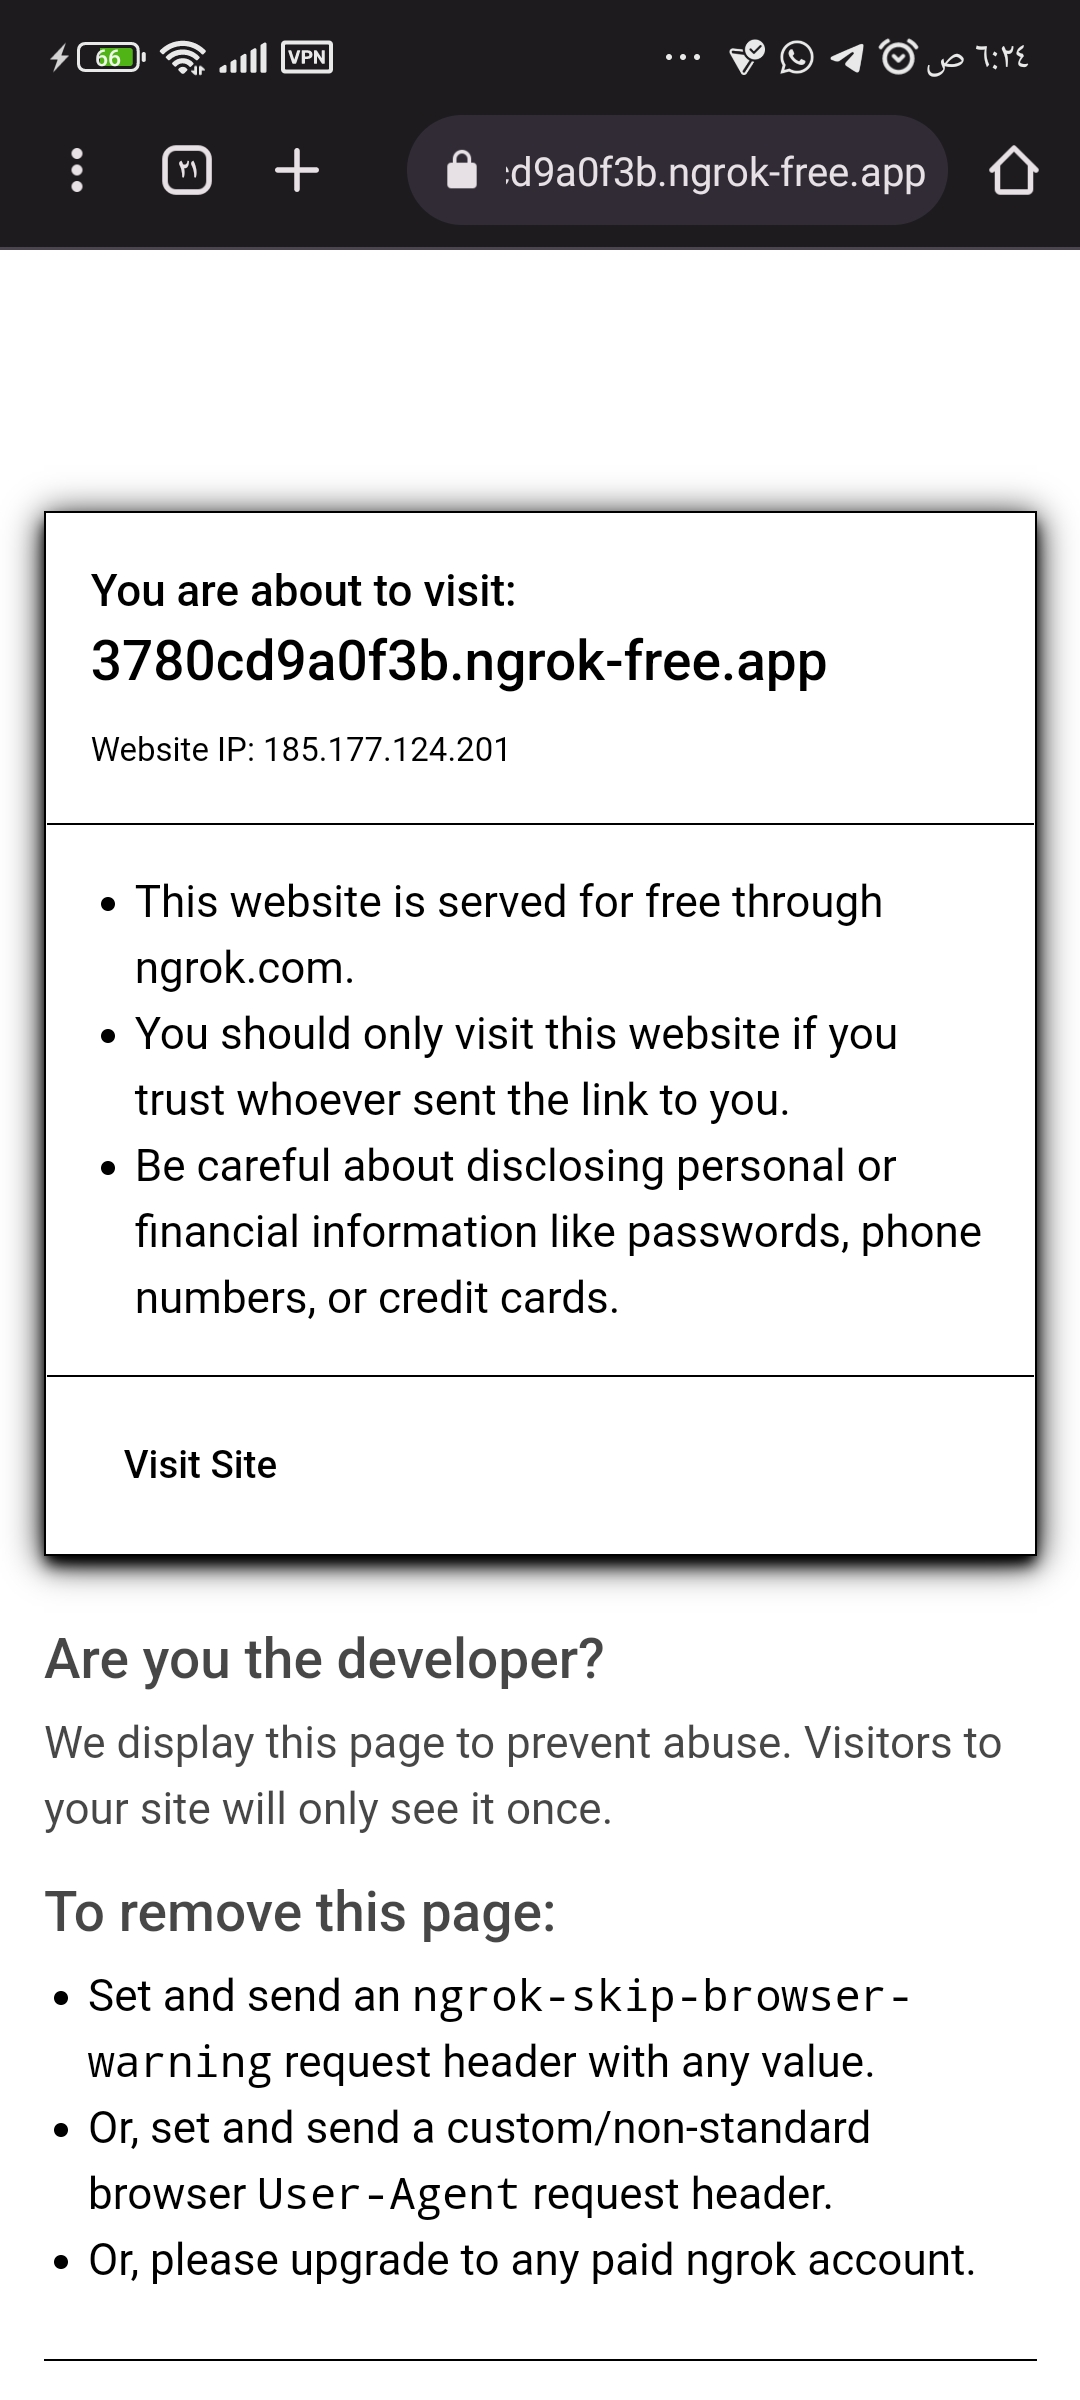 66 VPN ... ٦:٢٤ ص
٢١ d9a0f3b.ngrok-free.app
You are about to visit:
3780cd9a0f3b.ngrok-free.app
Website IP: 185.177.124.201
• This website is served for free through
ngrok.com.
• You should only visit this website if you
trust whoever sent the link to you.
• Be careful about disclosing personal or
financial information like passwords, phone
numbers, or credit cards.
Visit Site
Are you the developer?
We display this page to prevent abuse. Visitors to
your site will only see it once.
To remove this page:
• Set and send an ngrok-skip-browser-
warning request header with any value.
• Or, set and send a custom/non-standard
browser User-Agent request header.
• Or, please upgrade to any paid ngrok account.